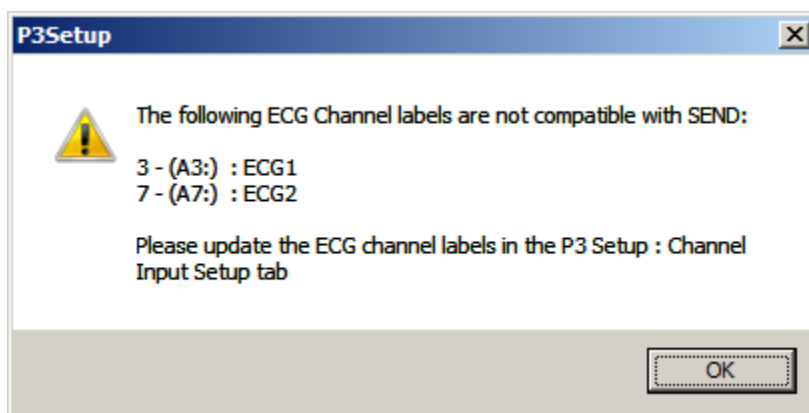 P3Setup
The following ECG Channel labels are not compatible with SEND:
3 - (A3:) : ECG1
7 - (A7:) : ECG2
Please update the ECG channel labels in the P3 Setup : Channel
Input Setup tab
OK